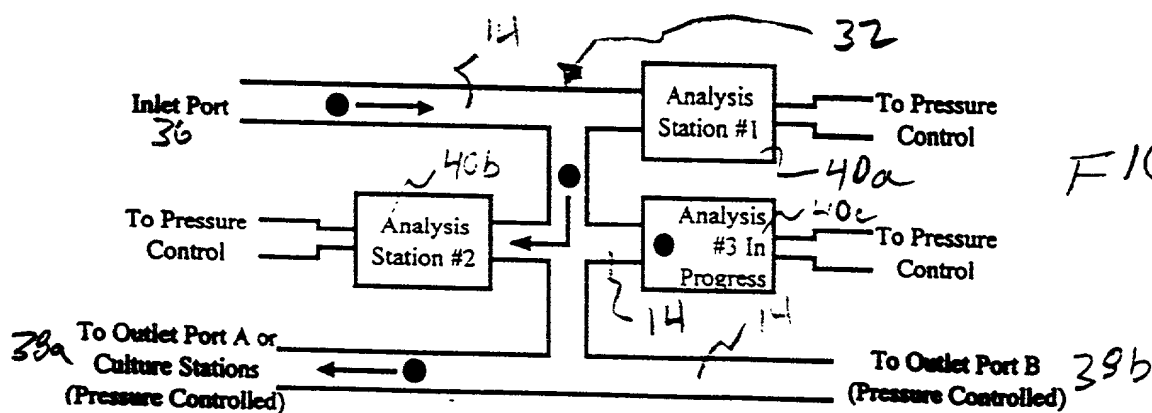 14
32
Inlet Port
36
Analysis
Station #1
To Pressure
Control
40a
40b
To Pressure
Control
Analysis
Station #2
Analysis
#3 In
Progress
40c
To Pressure
Control
14
14
38a
To Outlet Port A or
Culture Stations
(Pressure Controlled)
To Outlet Port B
(Pressure Controlled)
38b